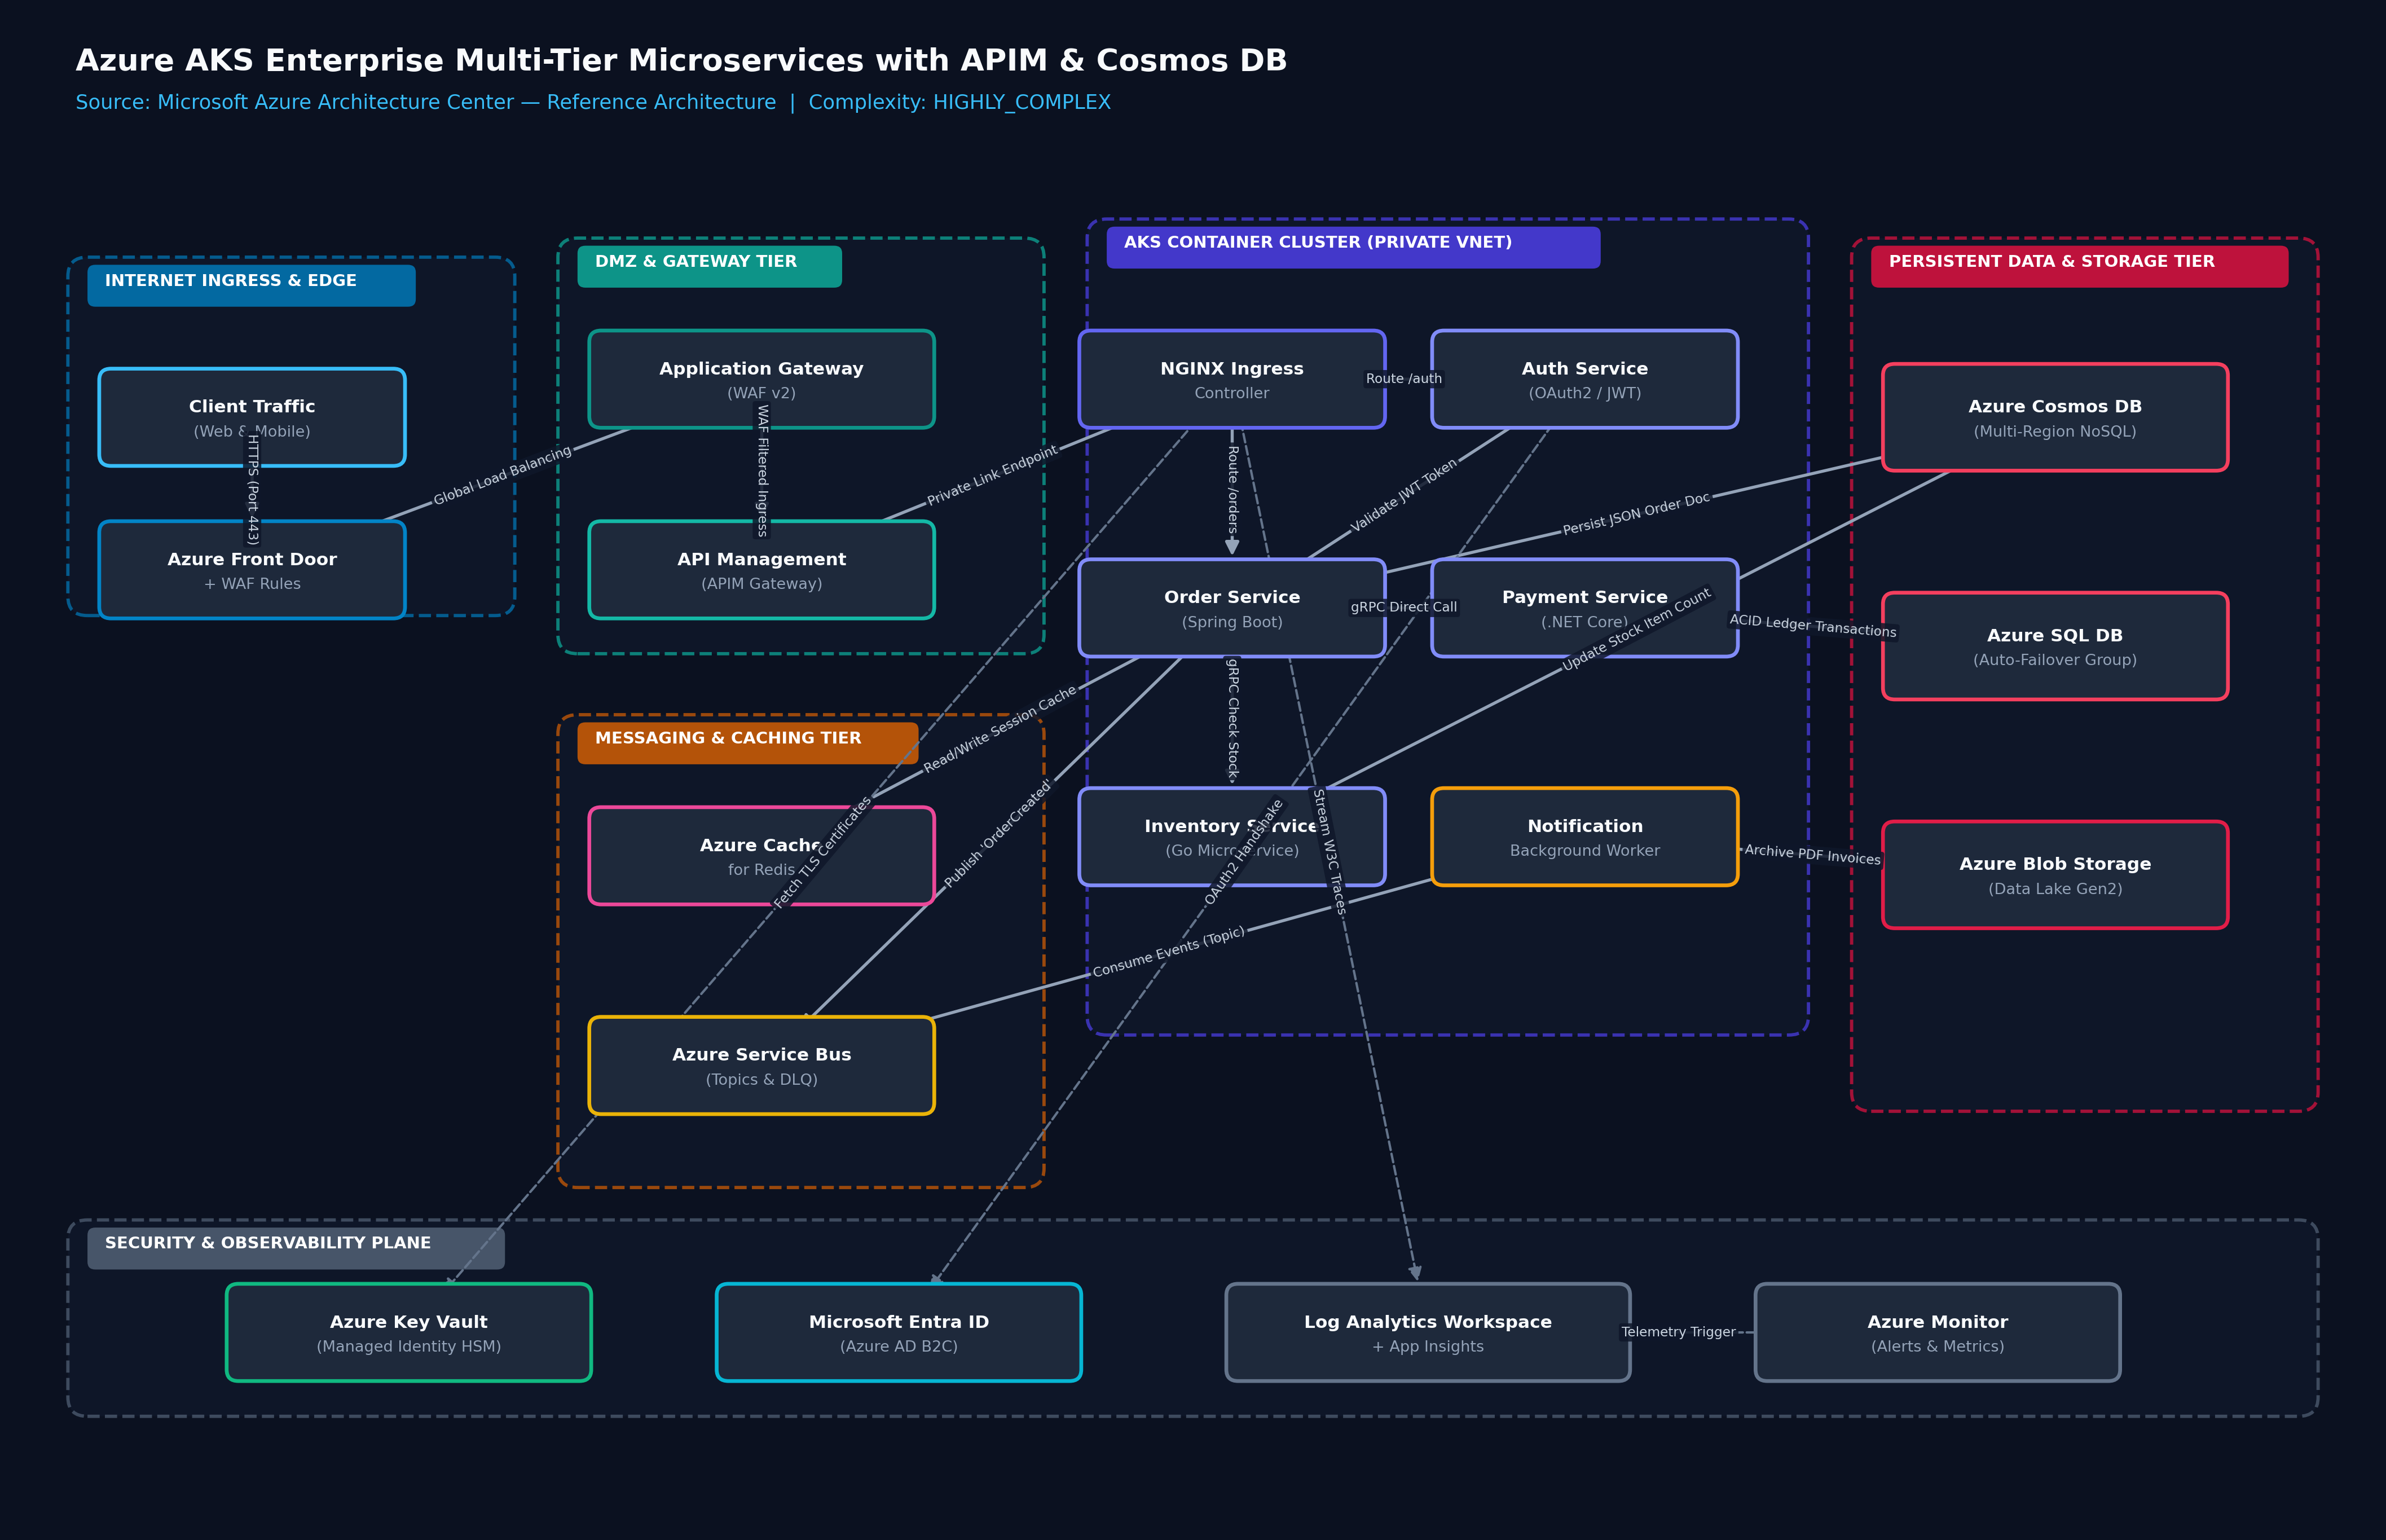 Azure AKS Enterprise Multi-Tier Microservices with APIM & Cosmos DB
Source: Microsoft Azure Architecture Center — Reference Architecture | Complexity: HIGHLY_COMPLEX
INTERNET INGRESS & EDGE
Client Traffic
(Web & Mobile)
HTTPS (Port 443)
Azure Front Door
+ WAF Rules
Global Load Balancing
DMZ & GATEWAY TIER
Application Gateway
(WAF v2)
WAF Filtered Ingress
API Management
(APIM Gateway)
Private Link Endpoint
AKS CONTAINER CLUSTER (PRIVATE VNET)
NGINX Ingress
Controller
Route /auth
Auth Service
(OAuth2 / JWT)
Route /orders
Validate JWT Token
Persist JSON Order Doc
Order Service
(Spring Boot)
gRPC Direct Call
Payment Service
(.NET Core)
Update Stock Item Count
ACID Ledger Transactions
gRPC Check Stock
Inventory Service
(Go Microservice)
OAuth2 Handshake
Stream W3C Traces
Notification
Background Worker
Archive PDF Invoices
Consume Events (Topic)
PERSISTENT DATA & STORAGE TIER
Azure Cosmos DB
(Multi-Region NoSQL)
Azure SQL DB
(Auto-Failover Group)
Azure Blob Storage
(Data Lake Gen2)
MESSAGING & CACHING TIER
Read/Write Session Cache
Azure Cache
for Redis
Fetch TLS Certificates
Publish 'OrderCreated'
Azure Service Bus
(Topics & DLQ)
SECURITY & OBSERVABILITY PLANE
Azure Key Vault
(Managed Identity HSM)
Microsoft Entra ID
(Azure AD B2C)
Log Analytics Workspace
+ App Insights
Telemetry Trigger
Azure Monitor
(Alerts & Metrics)